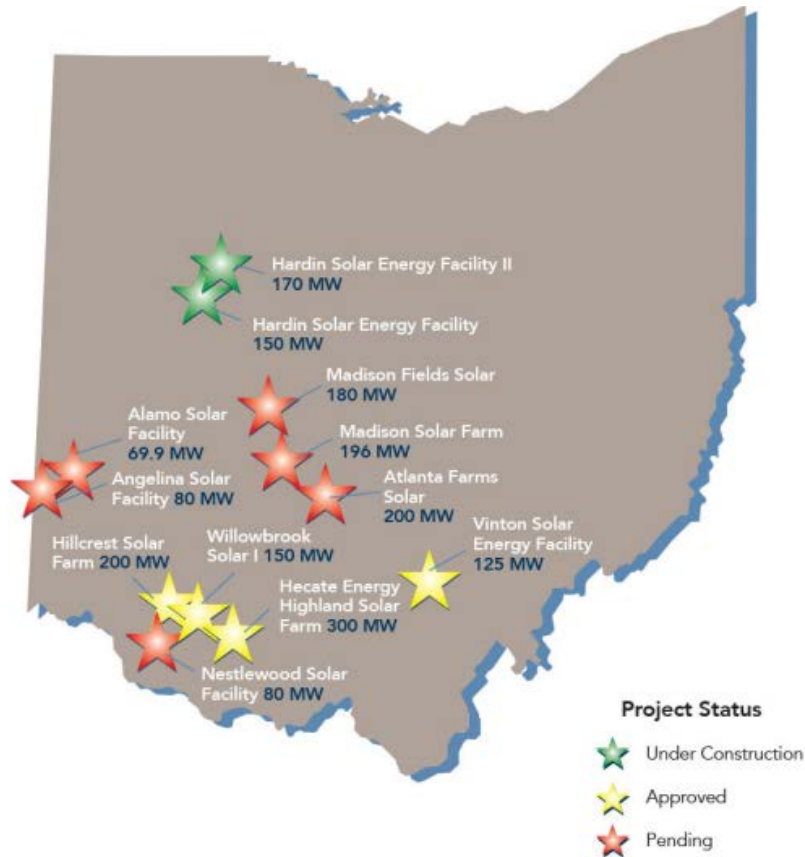 Hardin Solar Energy Facility II
170 MW
Hardin Solar Energy Facility
150 MW
Madison Fields Solar
180 MW
Alamo Solar
Facility
69.9 MW
Madison Solar Farm
196 MW
Angelina Solar
Facility 80 MW
Atlanta Farms
Solar
200 MW
Hillcrest Solar
Farm 200 MW
Willowbrook
Solar I 150 MW
Vinton Solar
Energy Facility
125 MW
Hecate Energy
Highland Solar
Farm 300 MW
Nestlewood Solar
Facility 80 MW
Project Status
Under Construction
Approved
Pending